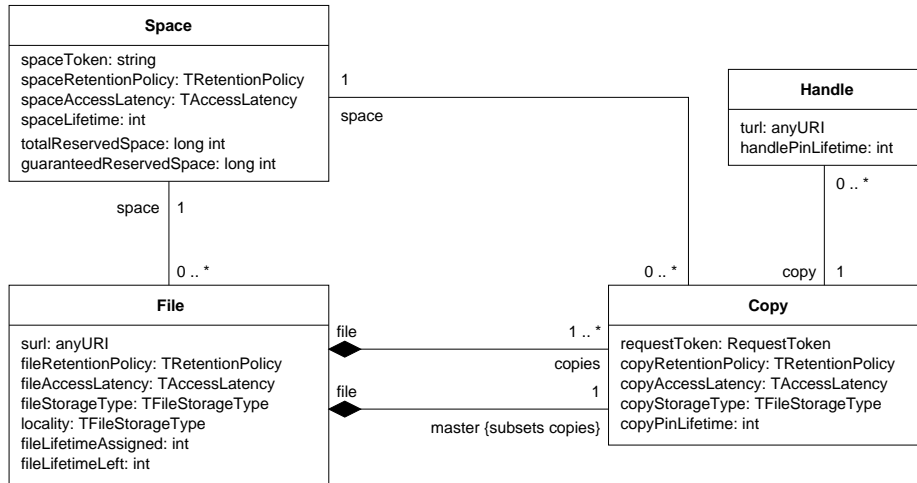 Space
spaceToken: string
spaceRetentionPolicy: TRetentionPolicy
spaceAccessLatency: TAccessLatency
spaceLifetime: int
totalReservedSpace: long int
guaranteedReservedSpace: long int
1
space
Handle
turl: anyURI
handlePinLifetime: int
0 .. *
space
1
0 .. *
0 .. *
copy
1
File
surl: anyURI
fileRetentionPolicy: TRetentionPolicy
fileAccessLatency: TAccessLatency
fileStorageType: TFileStorageType
locality: TFileStorageType
fileLifetimeAssigned: int
fileLifetimeLeft: int
file
1 .. *
copies
file
1
master {subsets copies}
Copy
requestToken: RequestToken
copyRetentionPolicy: TRetentionPolicy
copyAccessLatency: TAccessLatency
copyStorageType: TFileStorageType
copyPinLifetime: int